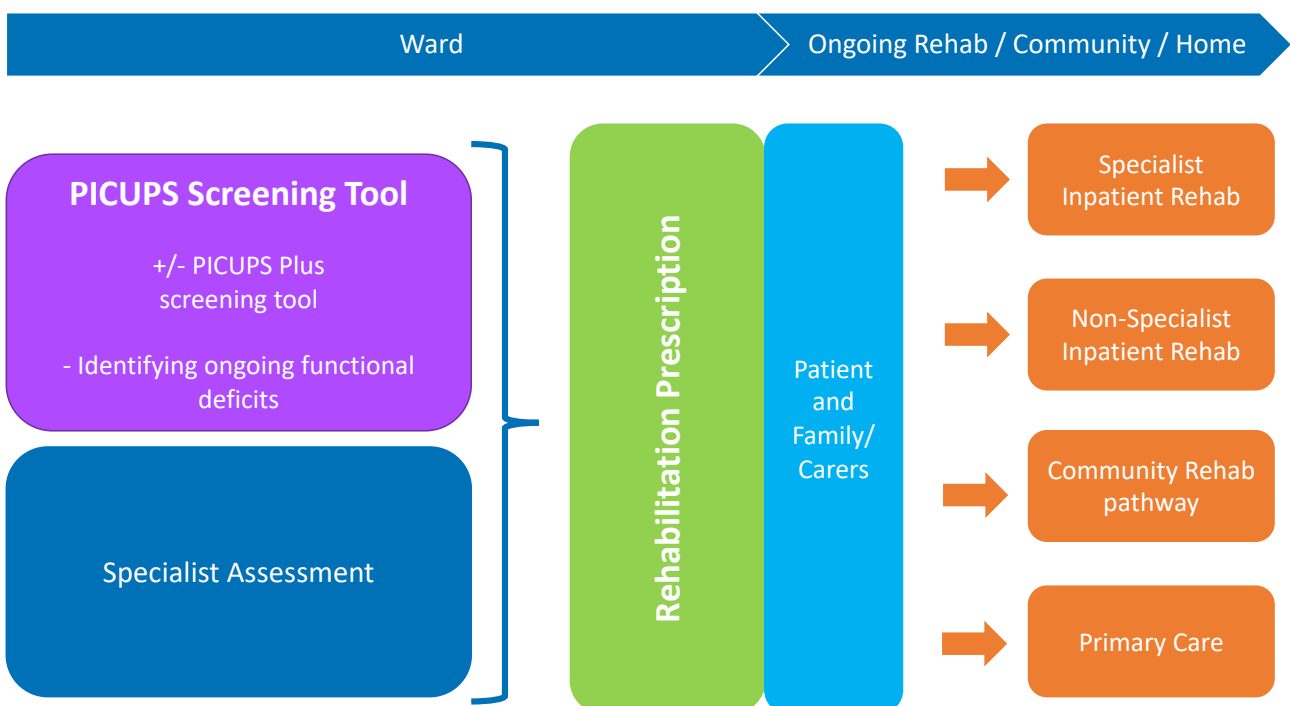 Ward
Ongoing Rehab / Community / Home
PICUPS Screening Tool
+/- PICUPS Plus
screening tool
- Identifying ongoing functional
deficits
Specialist Assessment
Rehabilitation Prescription
Patient
and
Family/
Carers
Specialist
Inpatient Rehab
Non-Specialist
Inpatient Rehab
Community Rehab
pathway
Primary Care